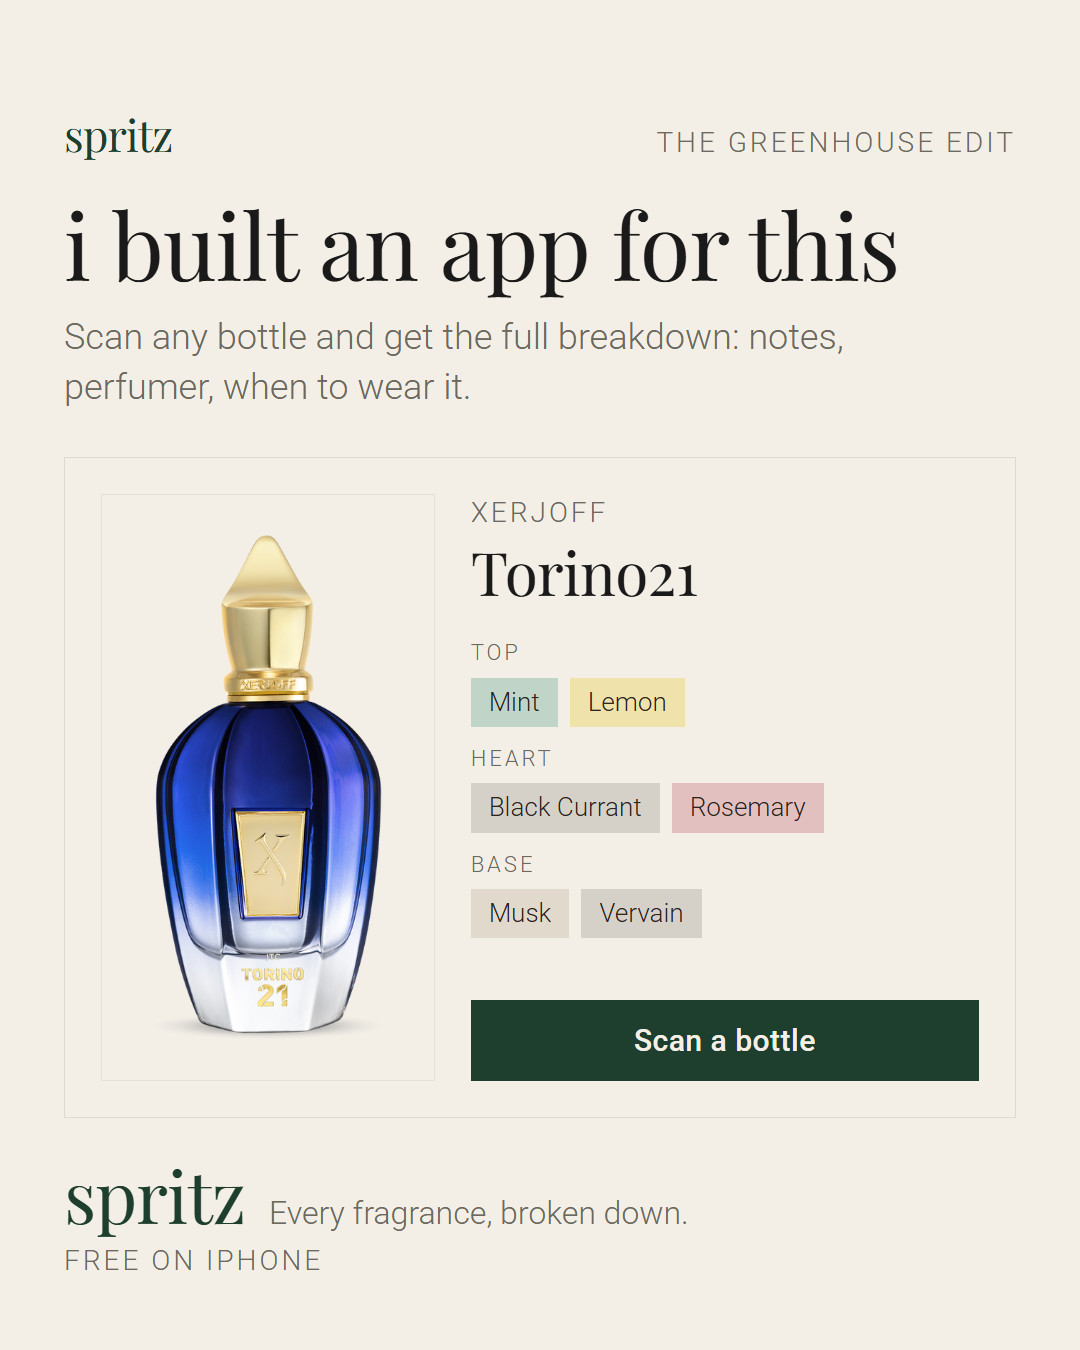 spritz
THE GREENHOUSE EDIT
i built an app for this
Scan any bottle and get the full breakdown: notes,
perfumer, when to wear it.
XERJOFF
Torino21
TOP
Mint
Lemon
HEART
Black Currant
Rosemary
BASE
Musk
Vervain
XERJOFF
X
JTC
TORINO
21
Scan a bottle
spritz
Every fragrance, broken down.
FREE ON IPHONE